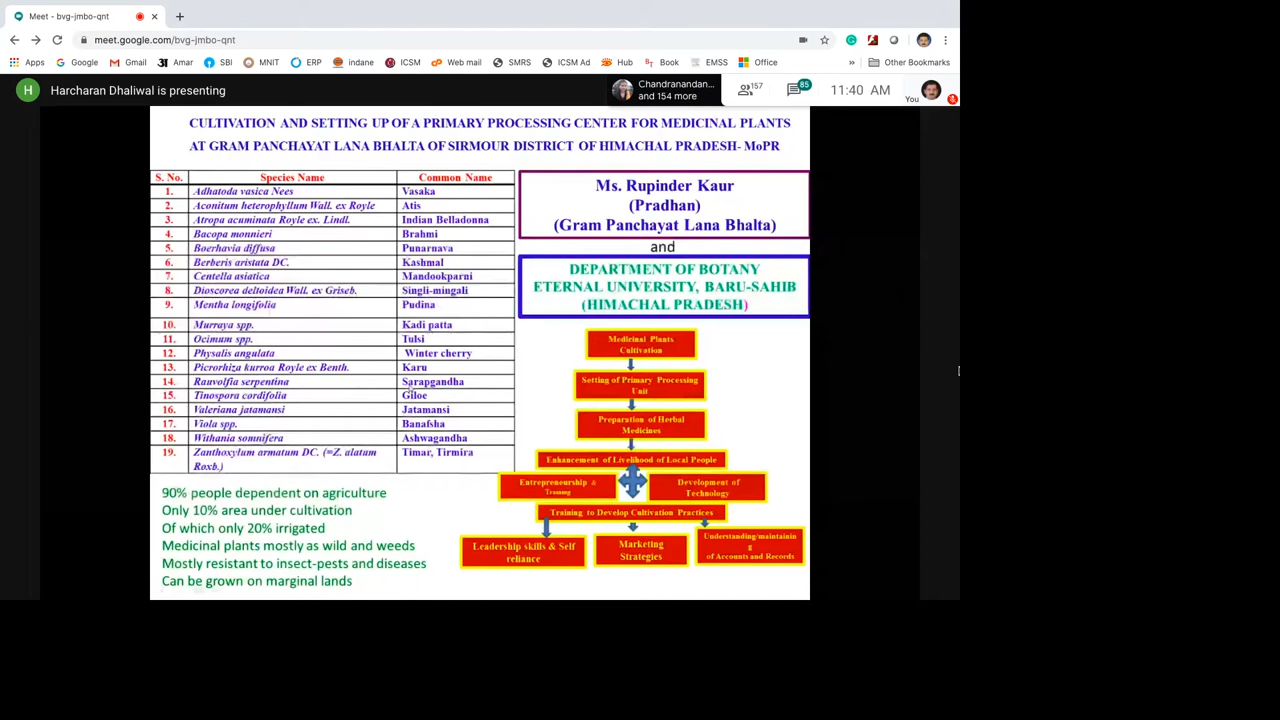 Meet - bvg-jmbo-qnt
meet.google.com/bvg-jmbo-qnt
Apps Google Gmail Amar SBI MNIT ERP indane ICSM Web mail SMRS ICSM Ad Hub Book EMSS Office » Other Bookmarks
H Harcharan Dhaliwal is presenting
Chandranandan...
and 154 more
157
85
11:40 AM
You
CULTIVATION AND SETTING UP OF A PRIMARY PROCESSING CENTER FOR MEDICINAL PLANTS
AT GRAM PANCHAYAT LANA BHALTA OF SIRMOUR DISTRICT OF HIMACHAL PRADESH- MoPR
S. No. Species Name Common Name
1. Adhatoda vasica Nees Vasaka
2. Aconitum heterophyllum Wall. ex Royle Atis
3. Atropa acuminata Royle ex. Lindl. Indian Belladonna
4. Bacopa monnieri Brahmi
5. Boerhavia diffusa Punarnava
6. Berberis aristata DC. Kashmal
7. Centella asiatica Mandookparni
8. Dioscorea deltoidea Wall. ex Griseb. Singli-mingali
9. Mentha longifolia Pudina
10. Murraya spp. Kadi patta
11. Ocimum spp. Tulsi
12. Physalis angulata Winter cherry
13. Picrorhiza kurroa Royle ex Benth. Karu
14. Rauvolfia serpentina Sarapgandha
15. Tinospora cordifolia Giloe
16. Valeriana jatamansi Jatamansi
17. Viola spp. Banafsha
18. Withania somnifera Ashwagandha
19. Zanthoxylum armatum DC. (=Z. alatum Timar, Tirmira
Roxb.)
90% people dependent on agriculture
Only 10% area under cultivation
Of which only 20% irrigated
Medicinal plants mostly as wild and weeds
Mostly resistant to insect-pests and diseases
Can be grown on marginal lands
Ms. Rupinder Kaur
(Pradhan)
(Gram Panchayat Lana Bhalta)
and
DEPARTMENT OF BOTANY
ETERNAL UNIVERSITY, BARU-SAHIB
(HIMACHAL PRADESH)
Medicinal Plants
Cultivation
Setting of Primary Processing
Unit
Preparation of Herbal
Medicines
Enhancement of Livelihood of Local People
Entrepreneurship &
Training
Development of
Technology
Training to Develop Cultivation Practices
Leadership skills & Self
reliance
Marketing
Strategies
Understanding/maintainin
g
of Accounts and Records